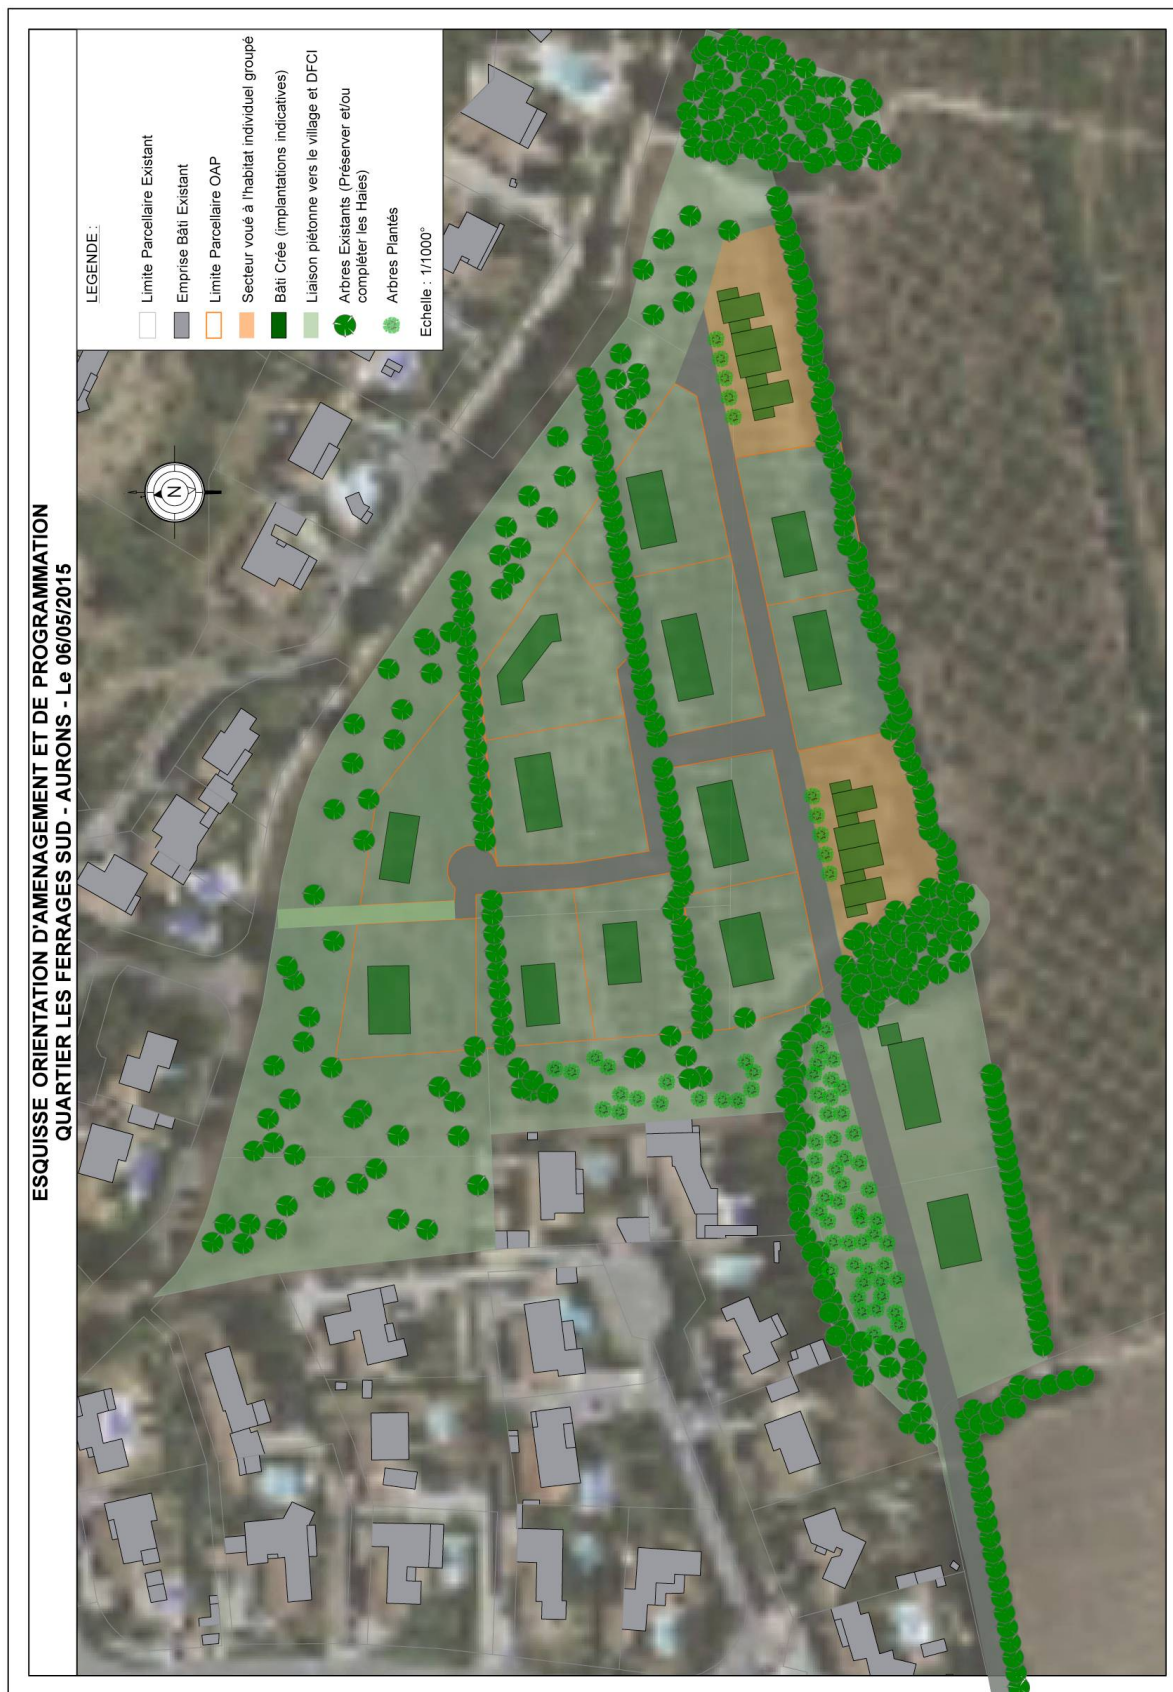 ESQUISSE ORIENTATION D'AMENAGEMENT ET DE PROGRAMMATION
QUARTIER LES FERRAGES SUD - AURONS - Le 06/05/2015
LEGENDE :
Limite Parcellaire Existant
Emprise Bâti Existant
Limite Parcellaire OAP
Secteur voué à l'habitat individuel groupé
Bâti Crée (implantations indicatives)
Liaison piétonne vers le village et DFCI
Arbres Existants (Préserver et/ou
compléter les Haies)
Arbres Plantés
Echelle : 1/1000°
N